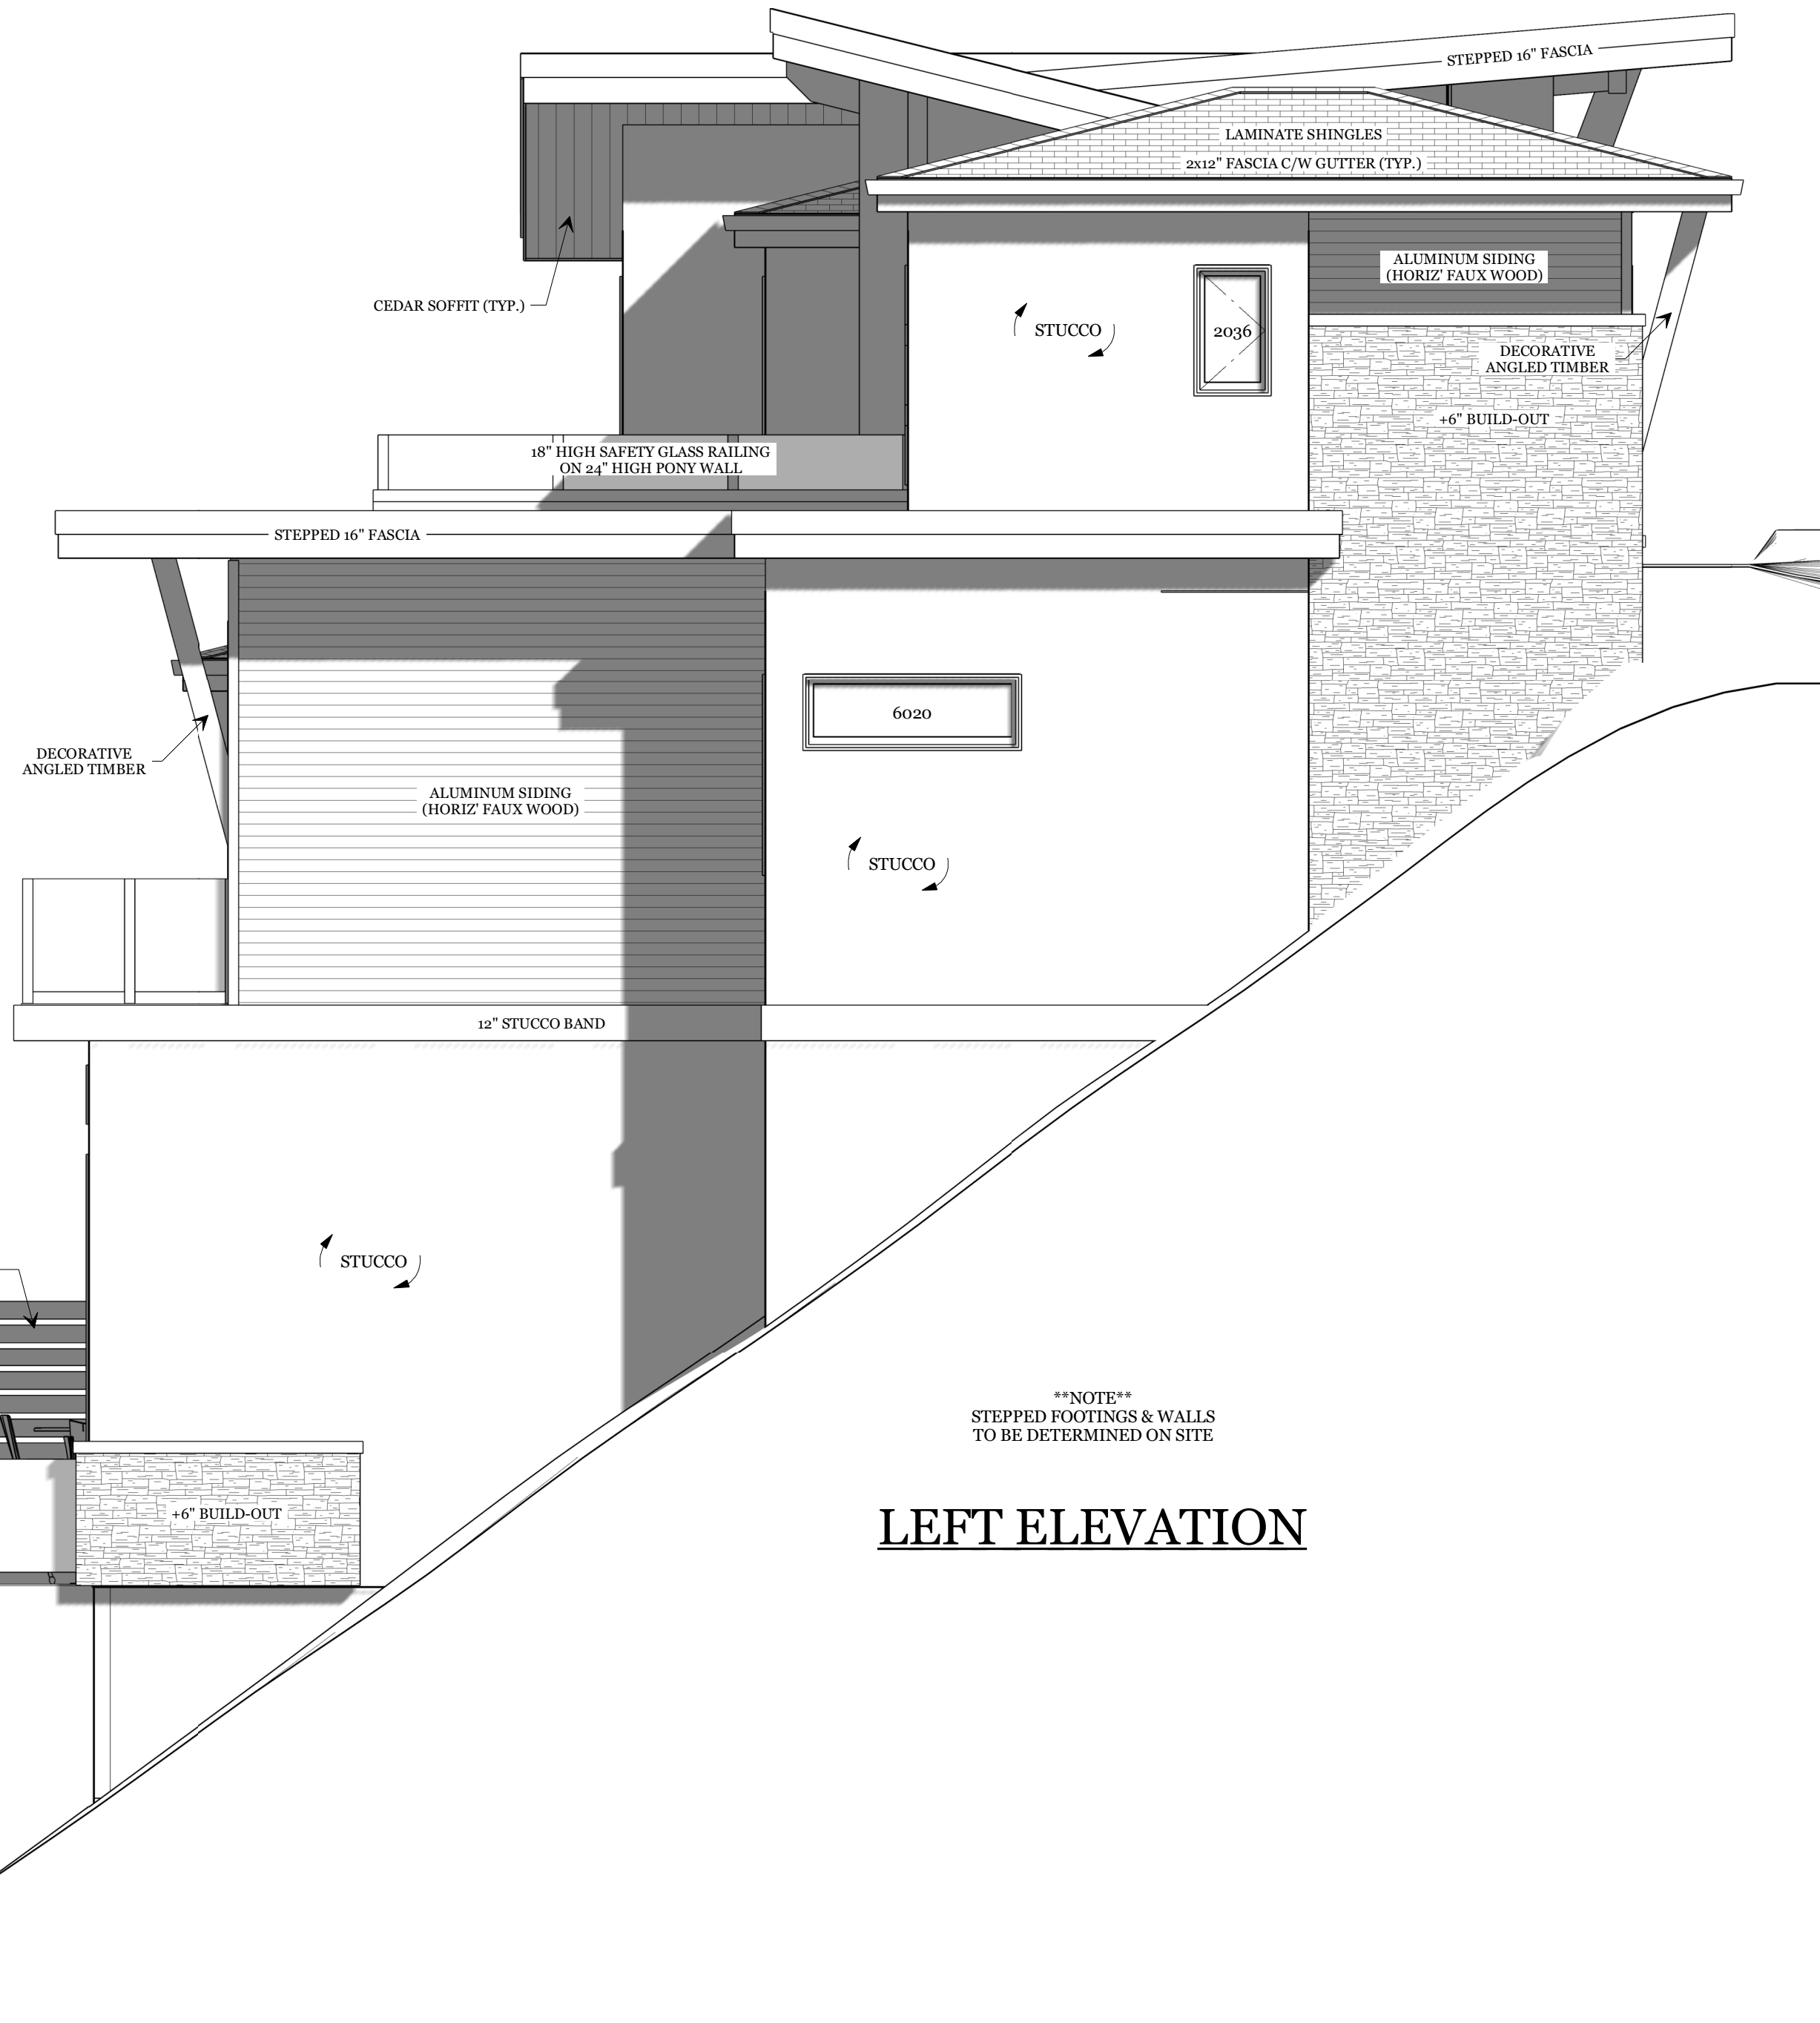 STEPPED 16" FASCIA
LAMINATE SHINGLES
2x12" FASCIA C/W GUTTER (TYP.)
ALUMINUM SIDING
(HORIZ' FAUX WOOD)
CEDAR SOFFIT (TYP.)
STUCCO
2036
DECORATIVE
ANGLED TIMBER
+6" BUILD-OUT
18" HIGH SAFETY GLASS RAILING
ON 24" HIGH PONY WALL
STEPPED 16" FASCIA
6020
DECORATIVE
ANGLED TIMBER
ALUMINUM SIDING
(HORIZ' FAUX WOOD)
STUCCO
12" STUCCO BAND
STUCCO
**NOTE**
STEPPED FOOTINGS & WALLS
TO BE DETERMINED ON SITE
+6" BUILD-OUT
LEFT ELEVATION